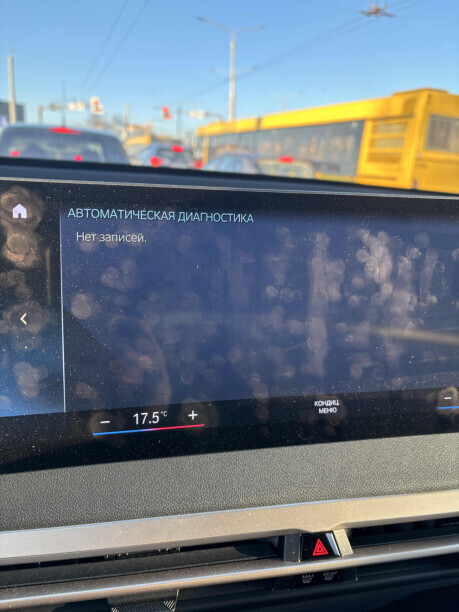 АВТОМАТИЧЕСКАЯ ДИАГНОСТИКА
Нет записей.
− 17.5 °C +
КОНДИЦ.
МЕНЮ
−